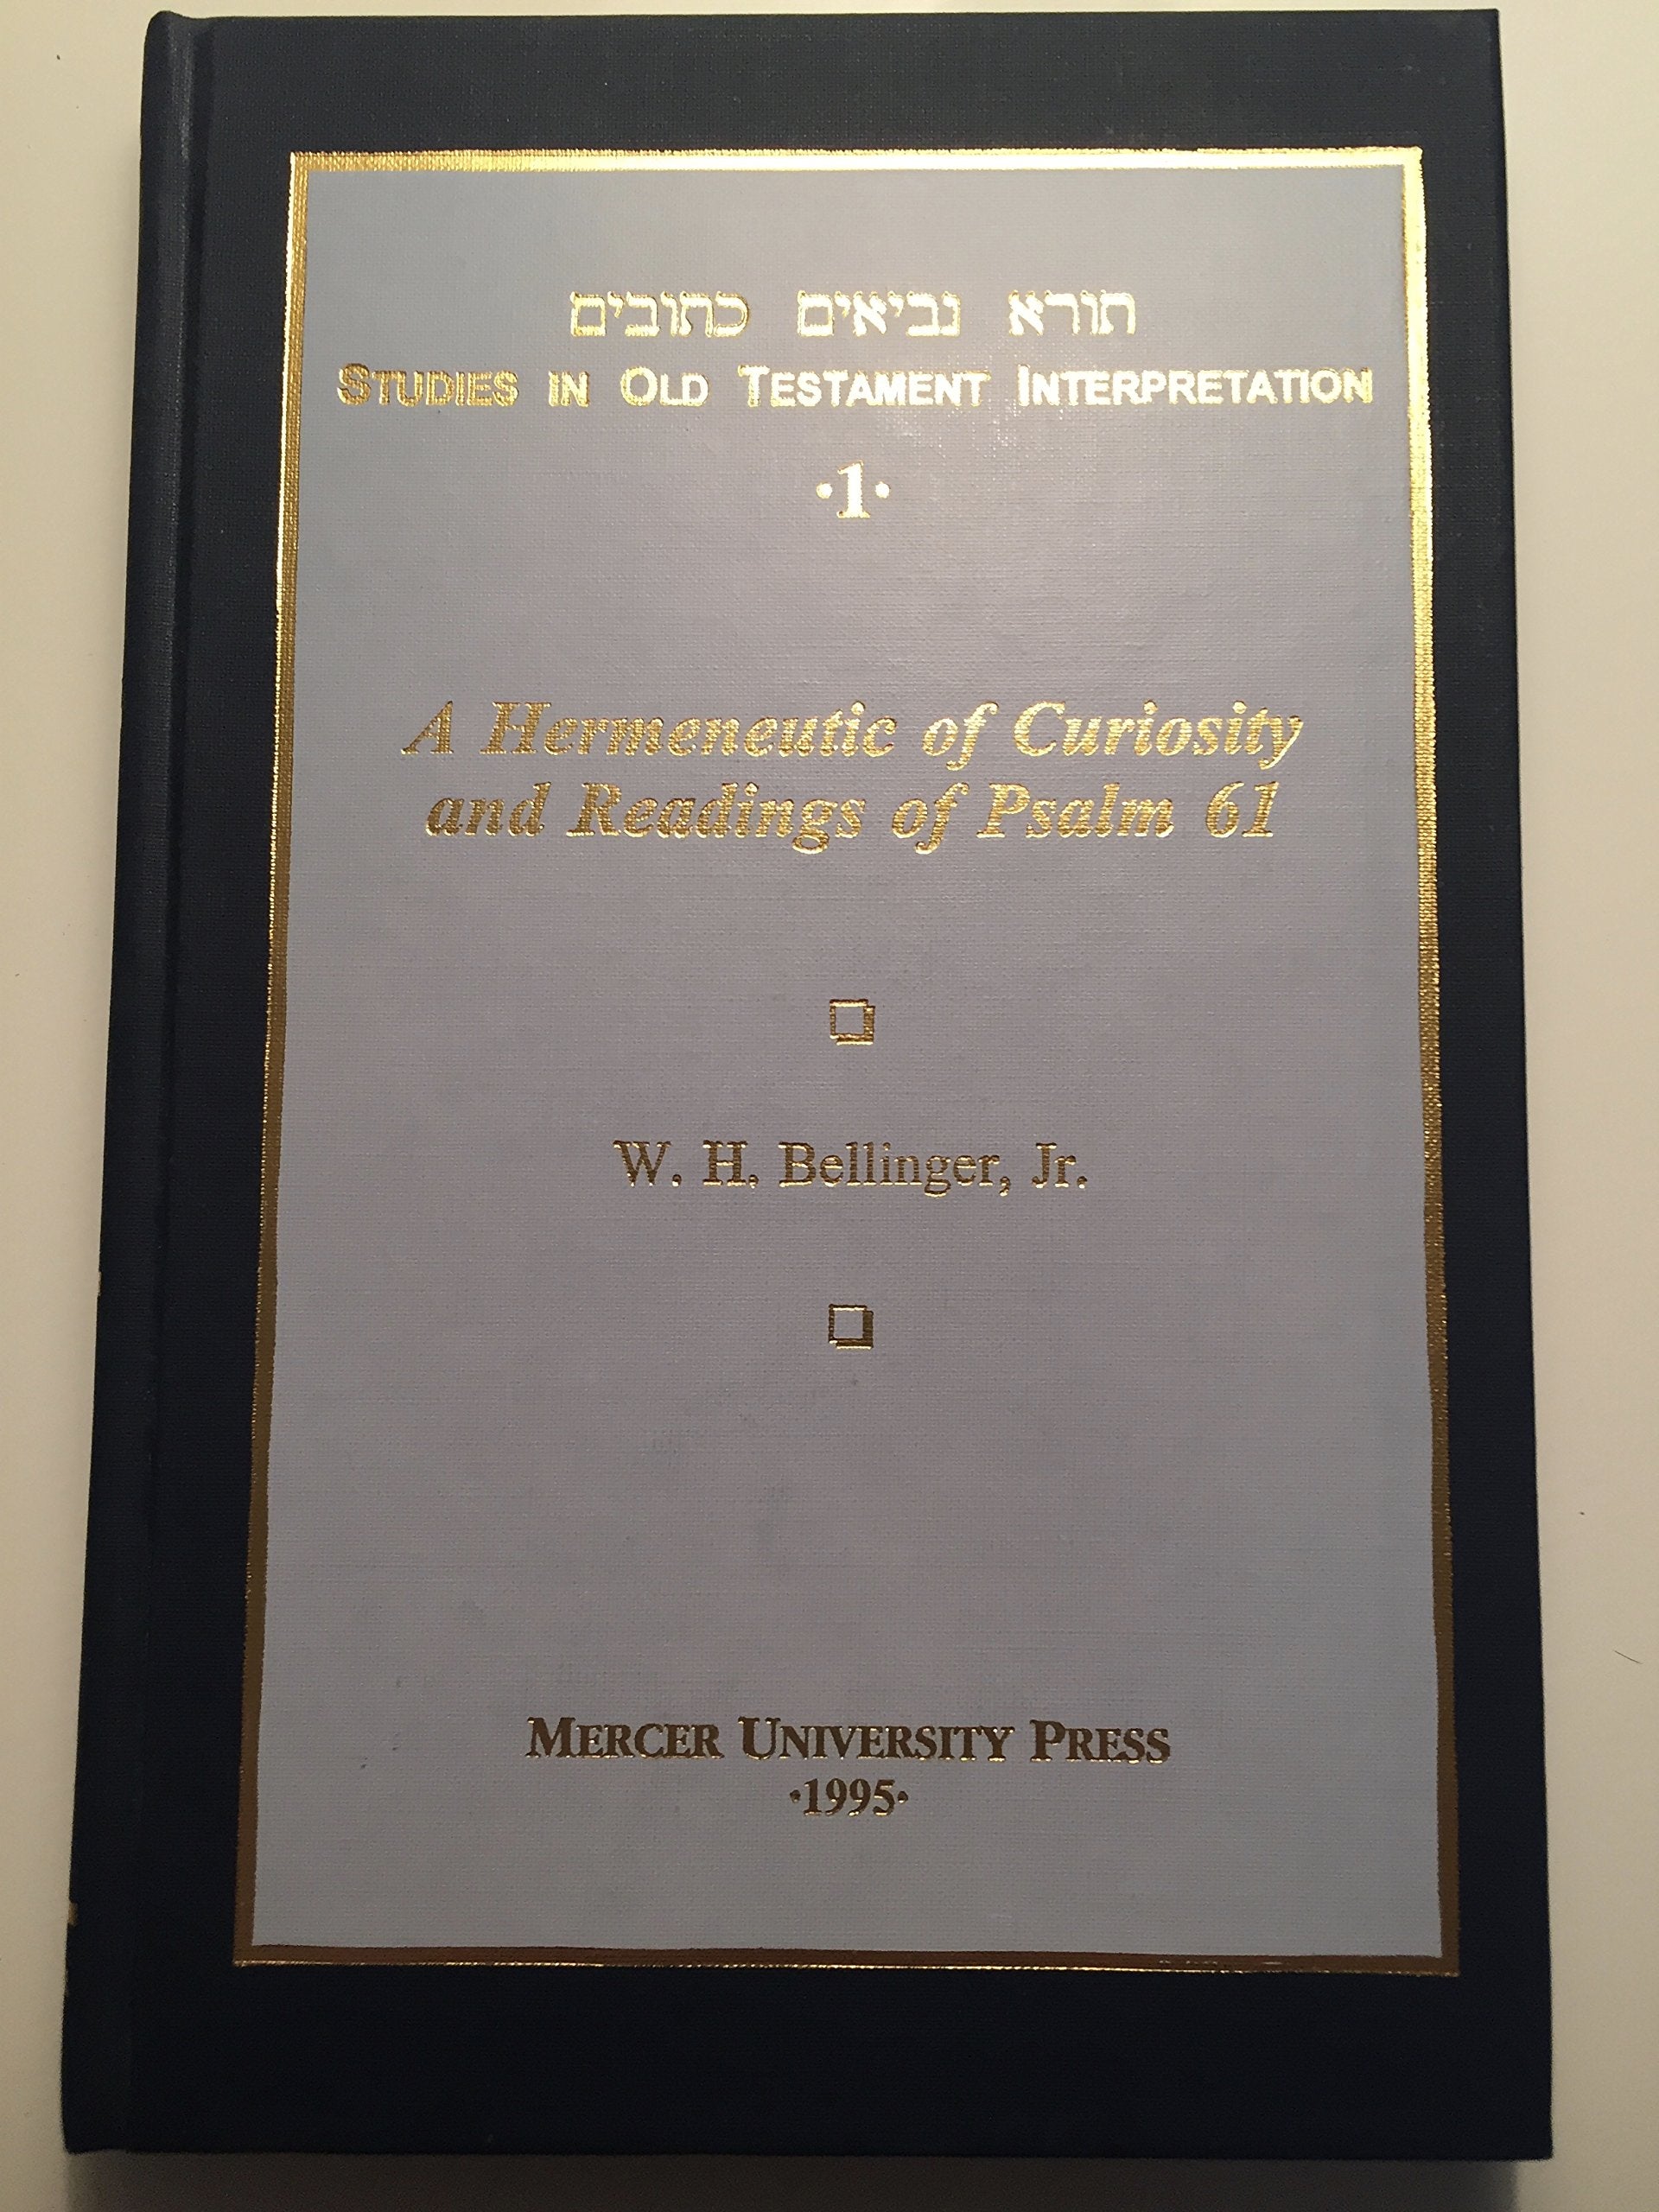 תורא נביאים כתובים
STUDIES IN OLD TESTAMENT INTERPRETATION
·1·
A Hermeneutic of Curiosity
and Readings of Psalm 61
W. H. Bellinger, Jr.
MERCER UNIVERSITY PRESS
·1995·